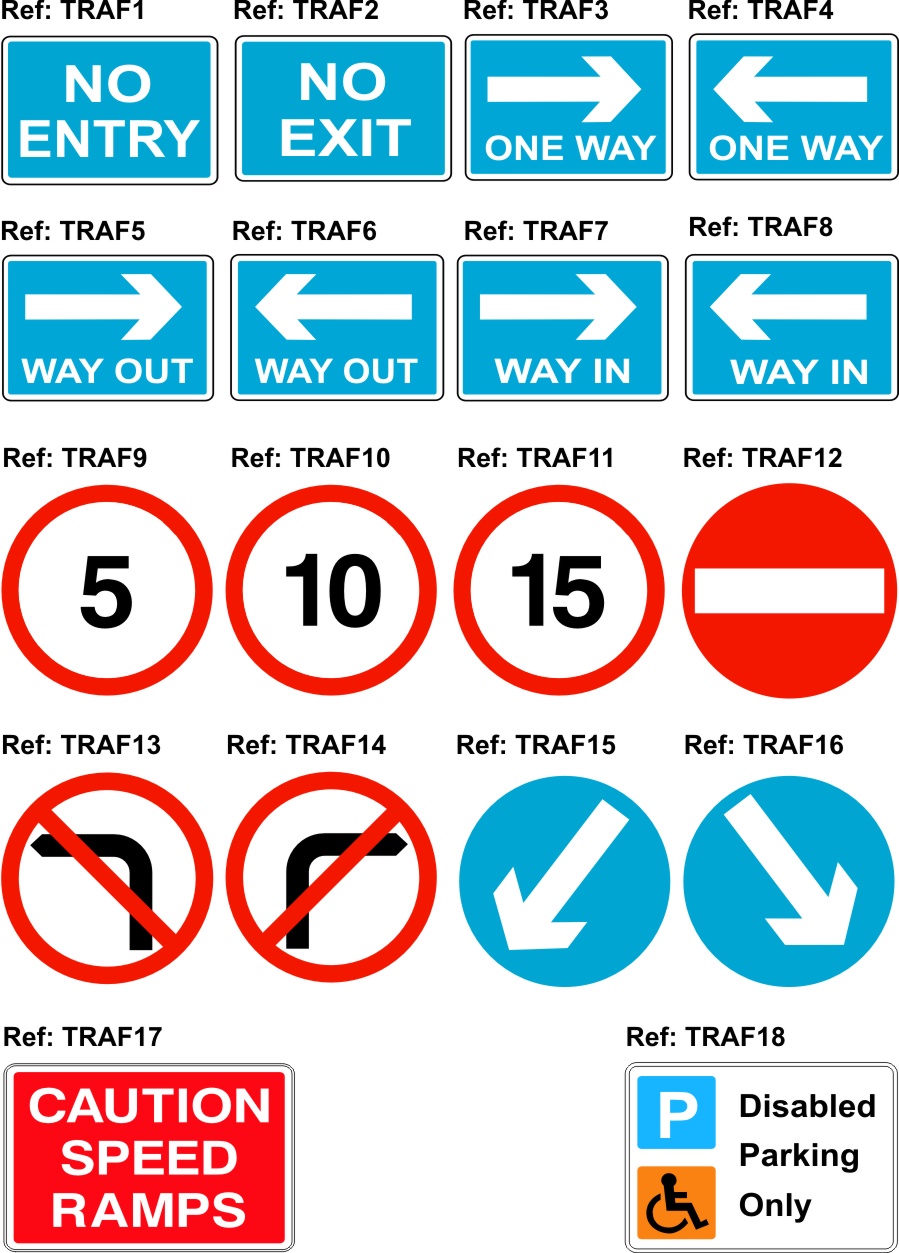 Ref: TRAF1
Ref: TRAF2
Ref: TRAF3
Ref: TRAF4
NO
ENTRY
NO
EXIT
ONE WAY
ONE WAY
Ref: TRAF5
Ref: TRAF6
Ref: TRAF7
Ref: TRAF8
WAY OUT
WAY OUT
WAY IN
WAY IN
Ref: TRAF9
Ref: TRAF10
Ref: TRAF11
Ref: TRAF12
5
10
15
Ref: TRAF13
Ref: TRAF14
Ref: TRAF15
Ref: TRAF16
Ref: TRAF17
CAUTION
SPEED
RAMPS
Ref: TRAF18
P
Disabled
Parking
Only